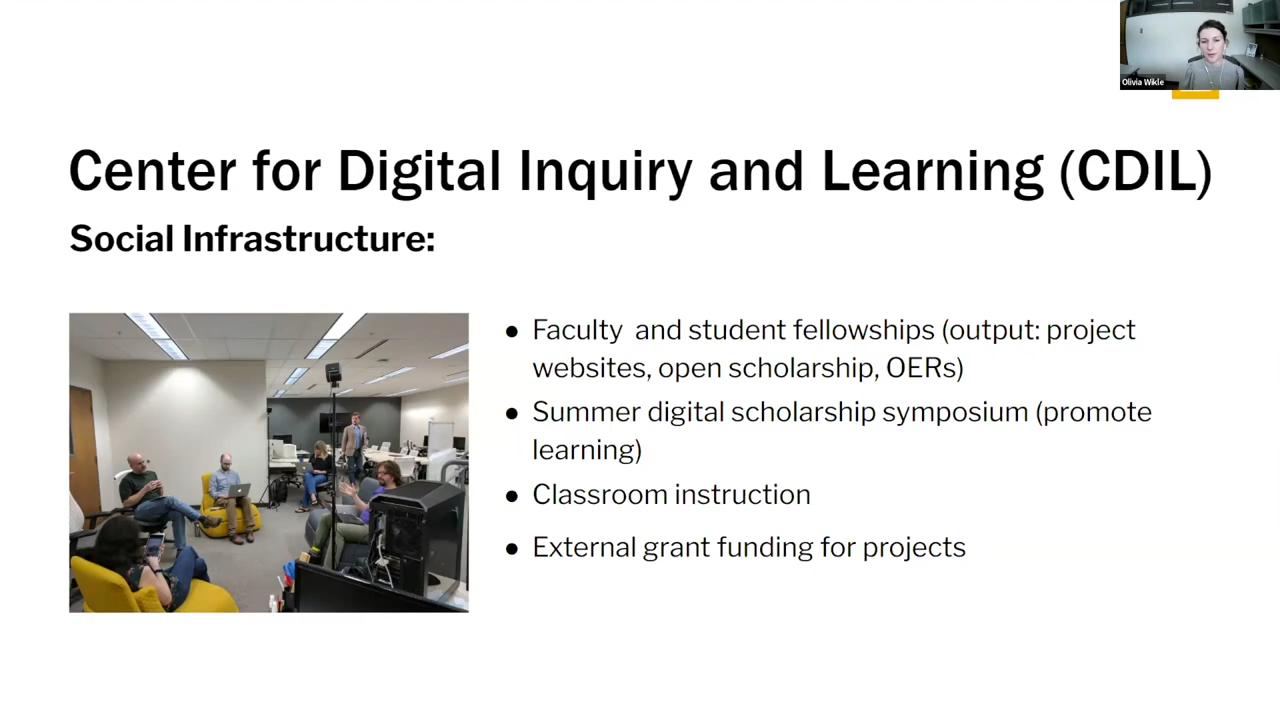 Olivia Wikle
Center for Digital Inquiry and Learning (CDIL)
Social Infrastructure:
● Faculty and student fellowships (output: project
websites, open scholarship, OERs)
● Summer digital scholarship symposium (promote
learning)
● Classroom instruction
● External grant funding for projects